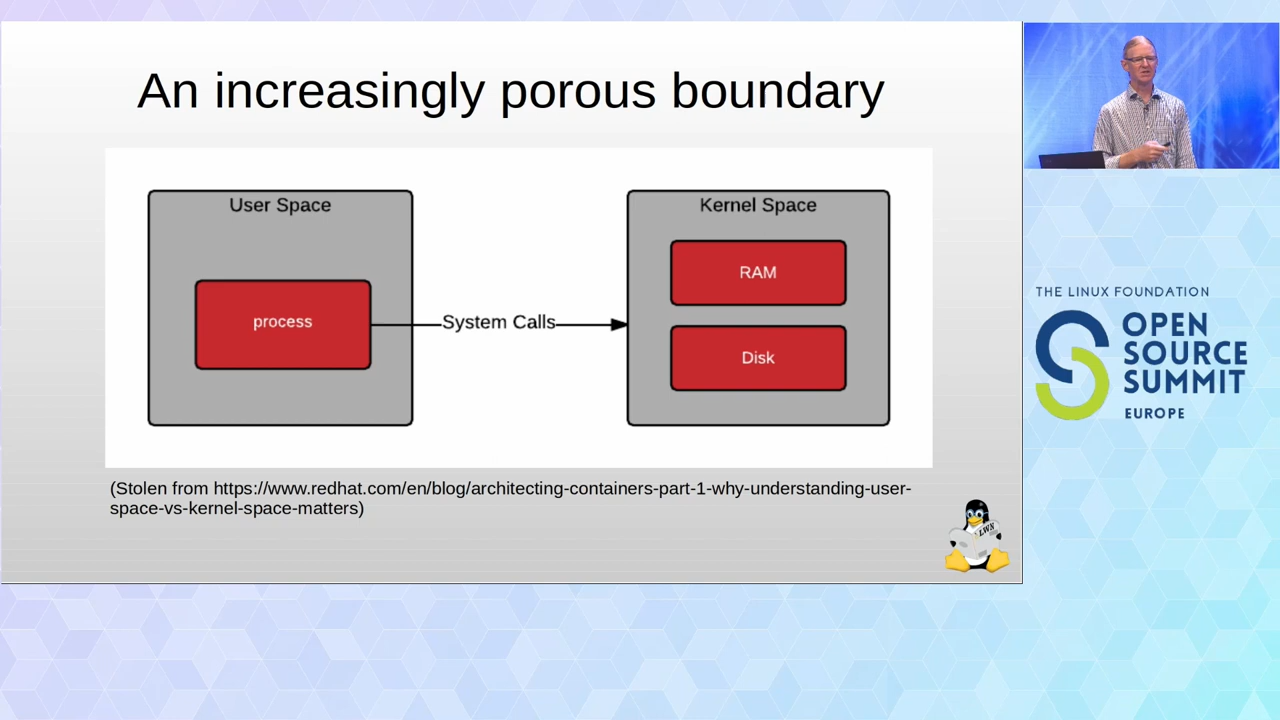 An increasingly porous boundary
User Space
process
System Calls
Kernel Space
RAM
Disk
(Stolen from https://www.redhat.com/en/blog/architecting-containers-part-1-why-understanding-user-
space-vs-kernel-space-matters)
LWN
THE LINUX FOUNDATION
OPEN
SOURCE
SUMMIT
EUROPE